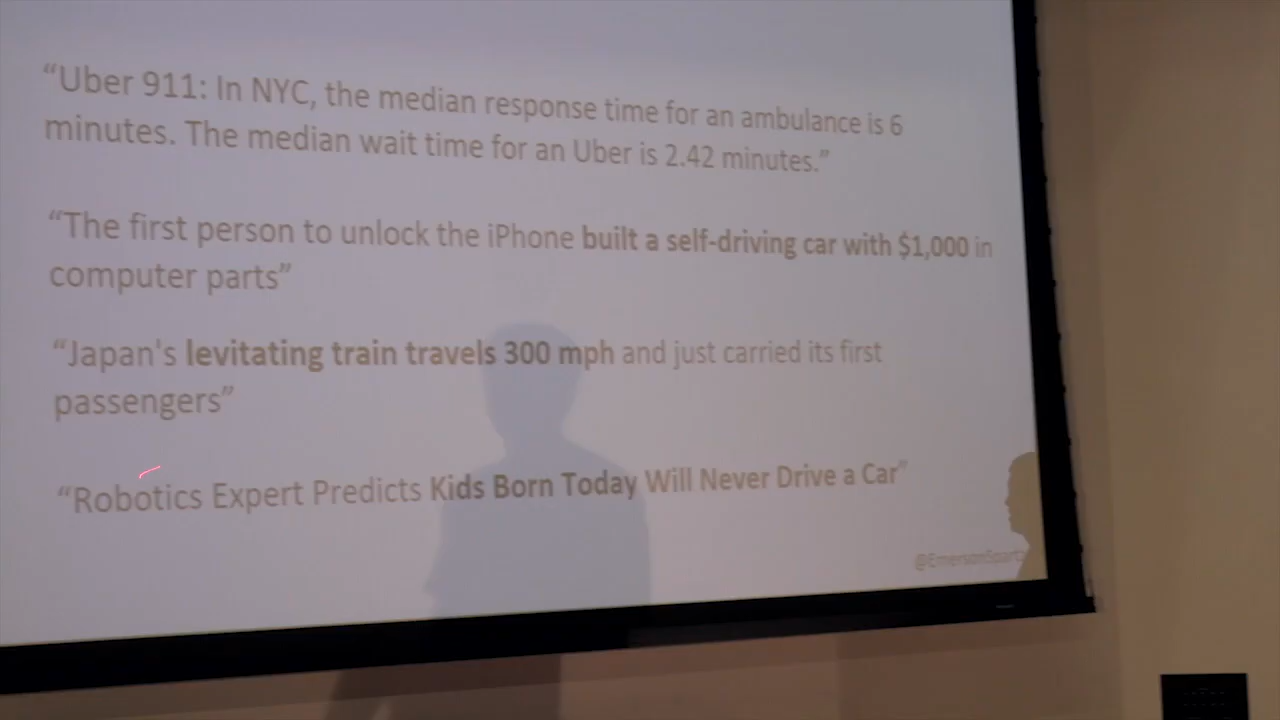 “Uber 911: In NYC, the median response time for an ambulance is 6
minutes. The median wait time for an Uber is 2.42 minutes.”
“The first person to unlock the iPhone built a self-driving car with $1,000 in
computer parts”
“Japan's levitating train travels 300 mph and just carried its first
passengers”
“Robotics Expert Predicts Kids Born Today Will Never Drive a Car”